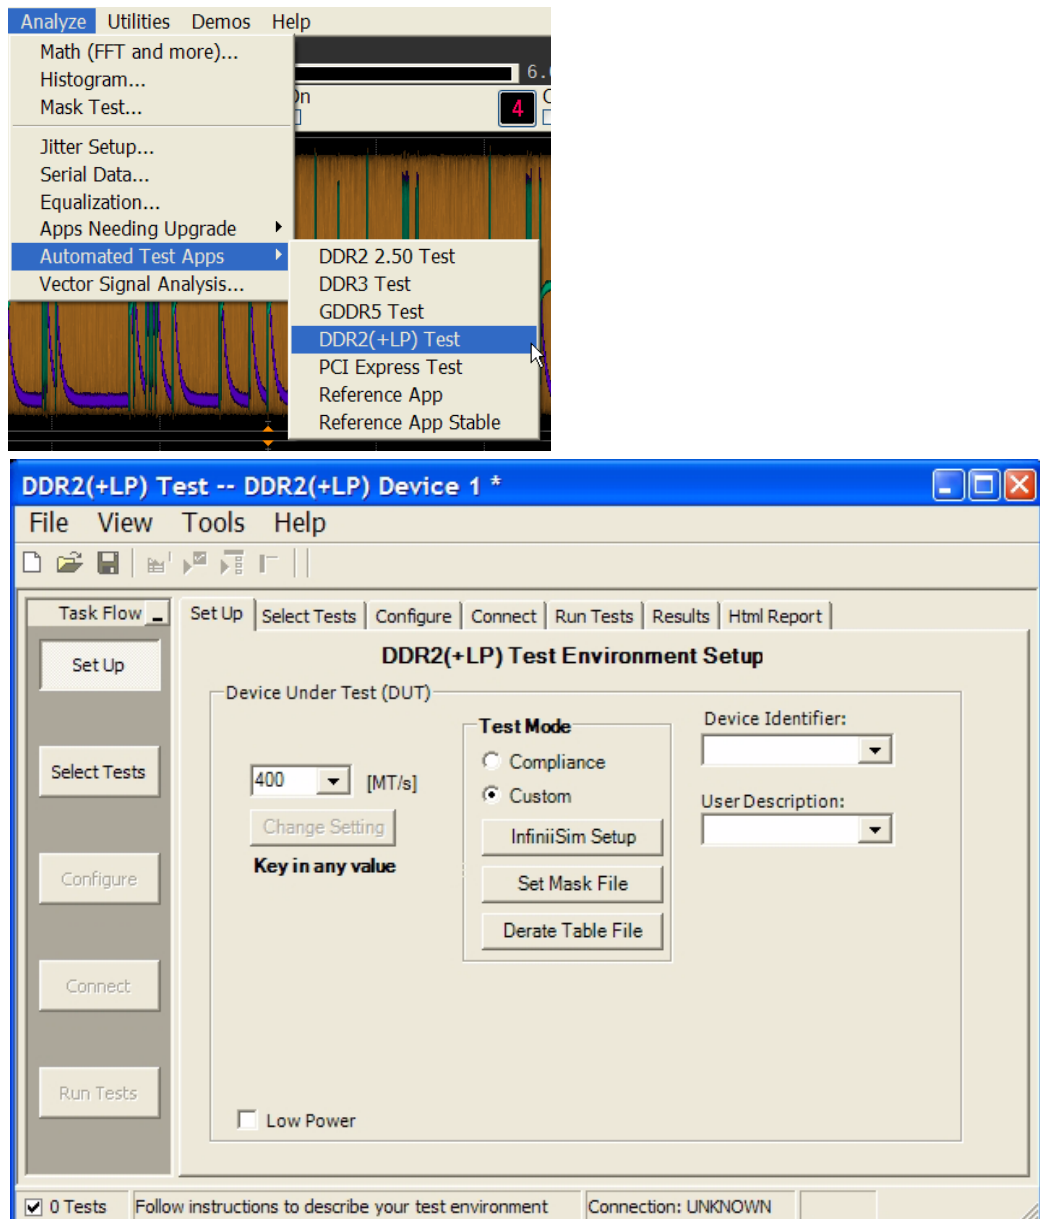 Analyze Utilities Demos Help
Math (FFT and more)...
Histogram...
Mask Test...
Jitter Setup...
Serial Data...
Equalization...
Apps Needing Upgrade
Automated Test Apps
Vector Signal Analysis...
4
DDR2 2.50 Test
DDR3 Test
GDDR5 Test
DDR2(+LP) Test
PCI Express Test
Reference App
Reference App Stable
DDR2(+LP) Test -- DDR2(+LP) Device 1 *
File View Tools Help
Task Flow
Set Up
Select Tests
Configure
Connect
Run Tests
Set Up Select Tests Configure Connect Run Tests Results Html Report
DDR2(+LP) Test Environment Setup
Device Under Test (DUT)
400 [MT/s]
Change Setting
Key in any value
Test Mode
Compliance
Custom
InfiniiSim Setup
Set Mask File
Derate Table File
Device Identifier:
User Description:
Low Power
0 Tests Follow instructions to describe your test environment Connection: UNKNOWN